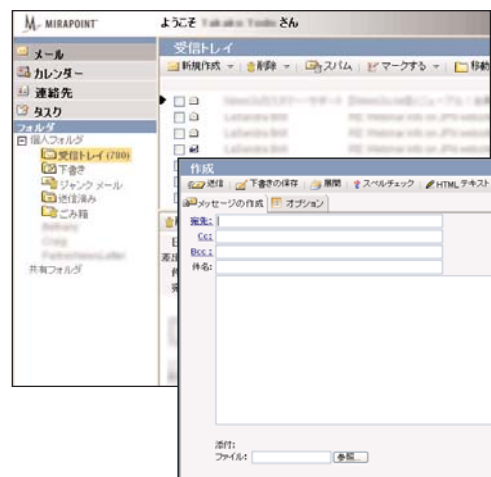 MIRAPOINT
ようこそ さん
メール
カレンダー
連絡先
タスク
フォルダ
個人フォルダ
受信トレイ (780)
下書き
ジャンク メール
送信済み
ごみ箱
共有フォルダ
受信トレイ
新規作成 削除 スパム マークする 移動
作成
送信 下書きの保存 展開 スペルチェック HTML テキスト
メッセージの作成 オプション
宛先:
Cc:
Bcc:
件名:
添付:
ファイル: 参照...